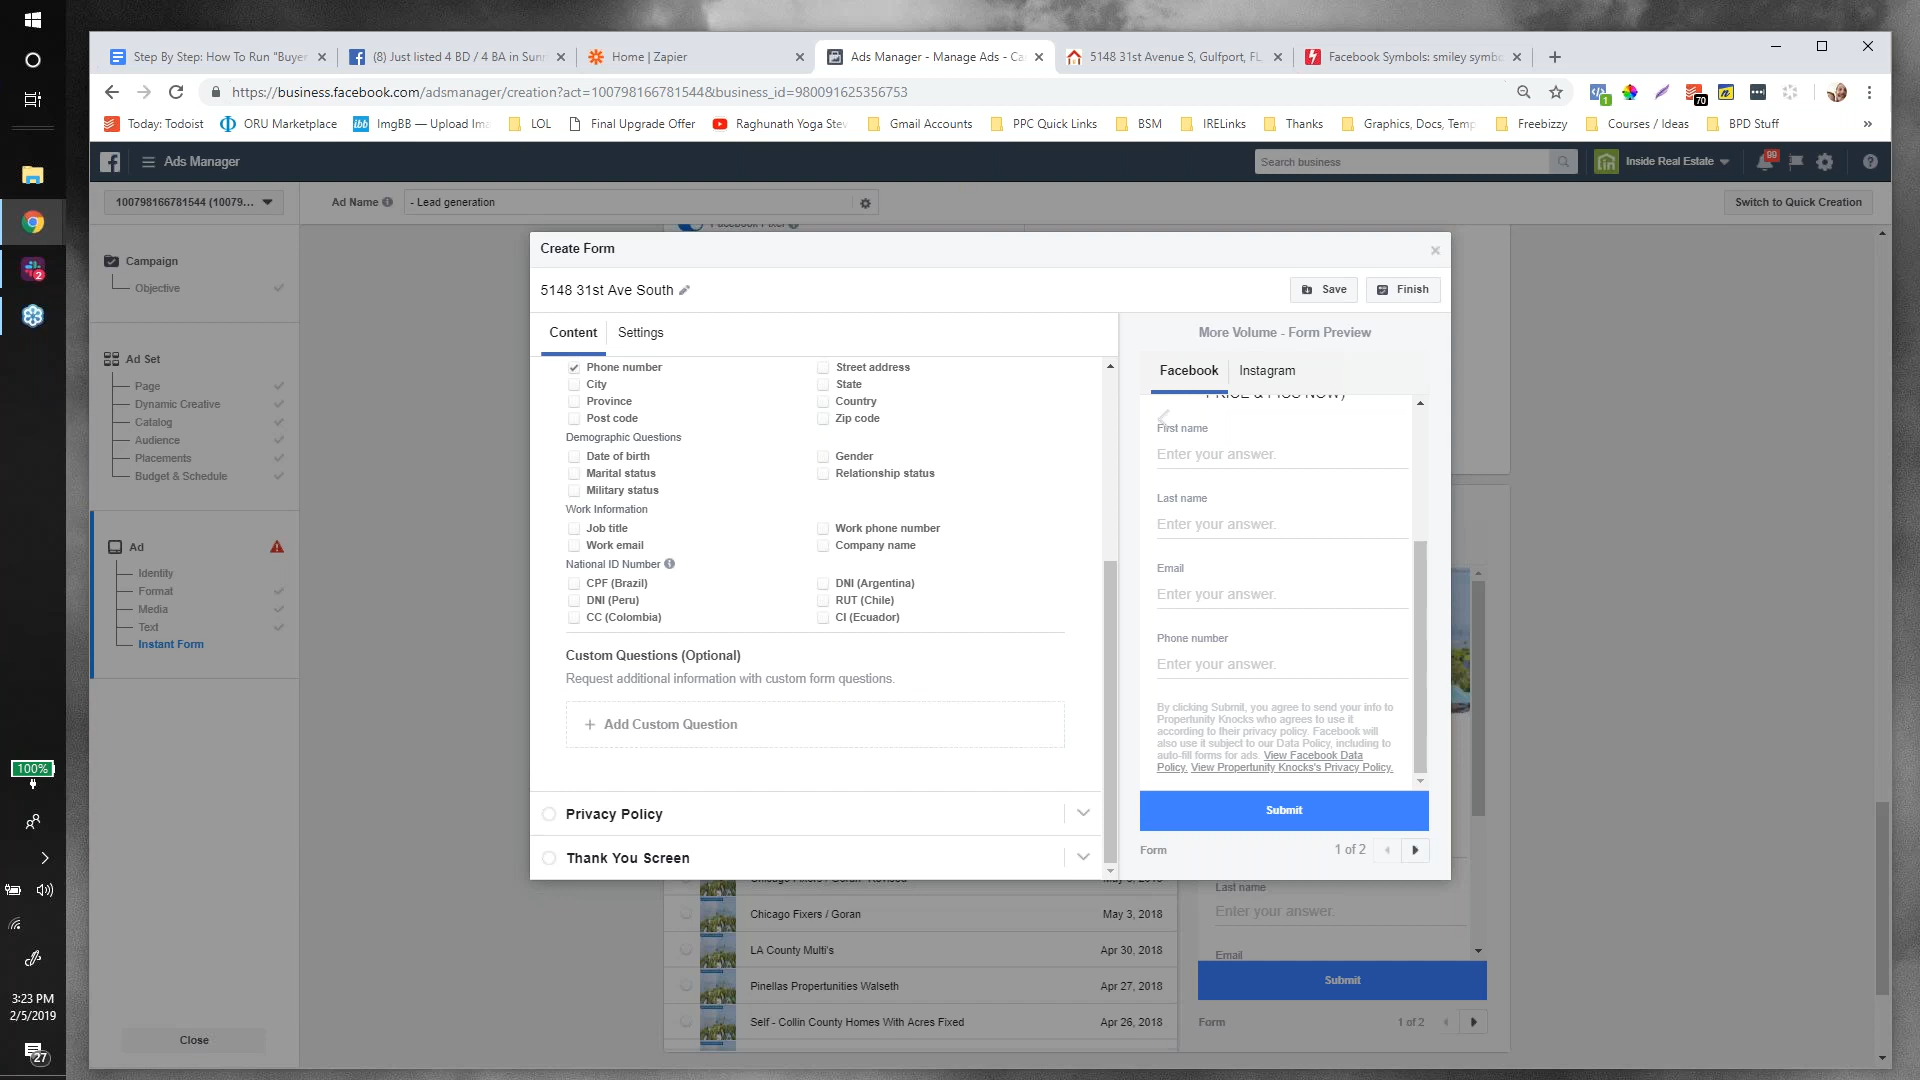 Step By Step: How To Run "Buyer
(8) Just listed 4 BD / 4 BA in Sunn
Home | Zapier
Ads Manager - Manage Ads - Ca
5148 31st Avenue S, Gulfport, FL
Facebook Symbols: smiley symbo
https://business.facebook.com/adsmanager/creation?act=100798166781544&business_id=980091625356753
1
70
Today: Todoist
ORU Marketplace
ibb
ImgBB — Upload Ima
LOL
Final Upgrade Offer
Raghunath Yoga Stev
Gmail Accounts
PPC Quick Links
BSM
IRELinks
Thanks
Graphics, Docs, Temp
Freebizzy
Courses / Ideas
BPD Stuff
»
Ads Manager
Search business
Inside Real Estate
99
100798166781544 (10079...
Ad Name
- Lead generation
Switch to Quick Creation
Campaign
Objective
Ad Set
Page
Dynamic Creative
Catalog
Audience
Placements
Budget & Schedule
Ad
Identity
Format
Media
Text
Instant Form
Close
Create Form
5148 31st Ave South
Save
Finish
Content
Settings
Phone number
Street address
City
State
Province
Country
Post code
Zip code
Demographic Questions
Date of birth
Gender
Marital status
Relationship status
Military status
Work Information
Job title
Work phone number
Work email
Company name
National ID Number
CPF (Brazil)
DNI (Argentina)
DNI (Peru)
RUT (Chile)
CC (Colombia)
CI (Ecuador)
Custom Questions (Optional)
Request additional information with custom form questions.
+ Add Custom Question
Privacy Policy
Thank You Screen
More Volume - Form Preview
Facebook
Instagram
PRICE & PICS NOW)
First name
Enter your answer.
Last name
Enter your answer.
Email
Enter your answer.
Phone number
Enter your answer.
By clicking Submit, you agree to send your info to
Propertunity Knocks who agrees to use it
according to their privacy policy. Facebook will
also use it subject to our Data Policy, including to
auto-fill forms for ads. View Facebook Data
Policy. View Propertunity Knocks's Privacy Policy.
Submit
Form
1 of 2
Chicago Fixers / Goran
May 3, 2018
LA County Multi's
Apr 30, 2018
Pinellas Propertunities Walseth
Apr 27, 2018
Self - Collin County Homes With Acres Fixed
Apr 26, 2018
Last name
Enter your answer.
Email
Submit
Form
1 of 2
2
100%
3:23 PM
2/5/2019
27